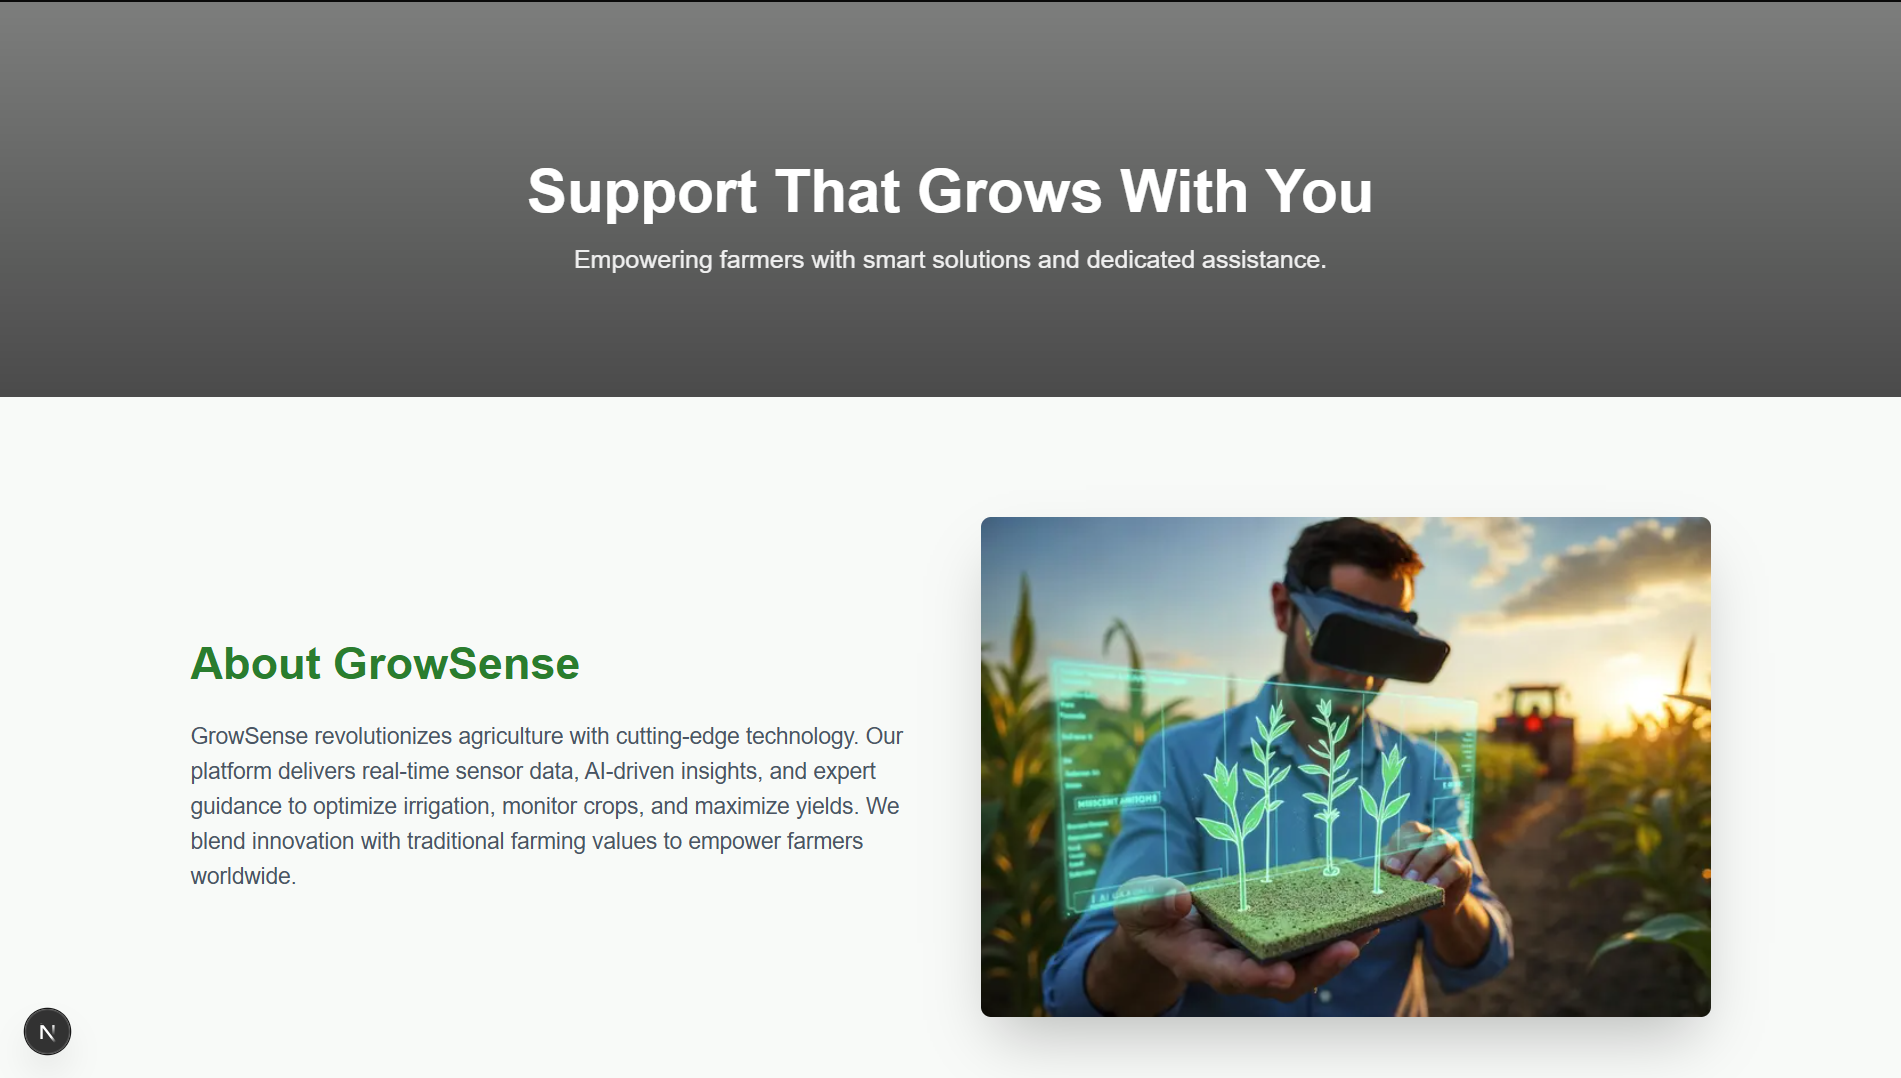 Support That Grows With You
Empowering farmers with smart solutions and dedicated assistance.
About GrowSense
GrowSense revolutionizes agriculture with cutting-edge technology. Our
platform delivers real-time sensor data, AI-driven insights, and expert
guidance to optimize irrigation, monitor crops, and maximize yields. We
blend innovation with traditional farming values to empower farmers
worldwide.
N